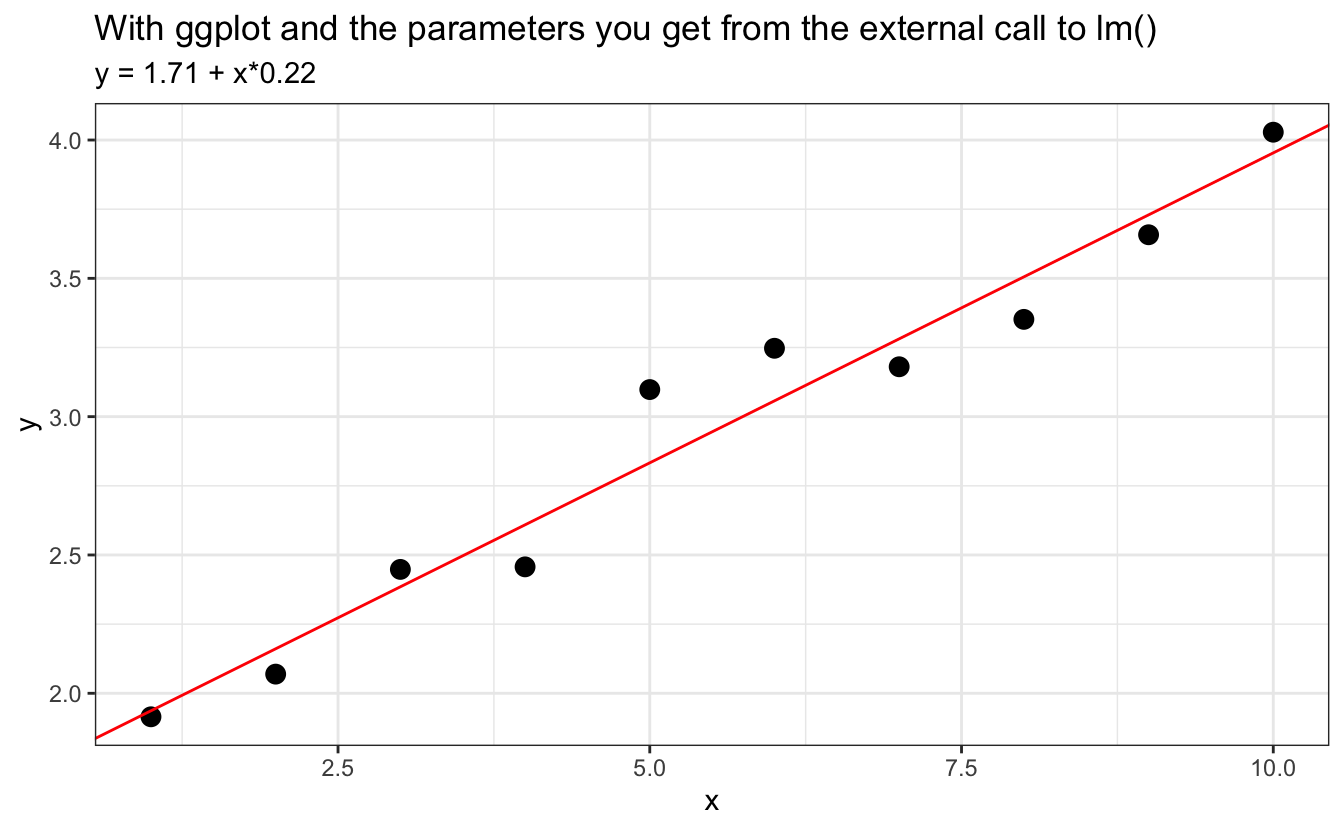 With ggplot and the parameters you get from the external call to lm()
y = 1.71 + x*0.22
4.0
3.5
3.0
y
2.5
2.0
2.5 5.0 7.5 10.0
x